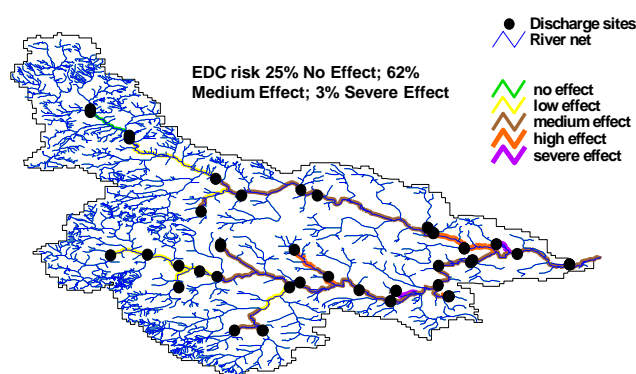 Discharge sites
River net
EDC risk 25% No Effect; 62%
Medium Effect; 3% Severe Effect
no effect
low effect
medium effect
high effect
severe effect